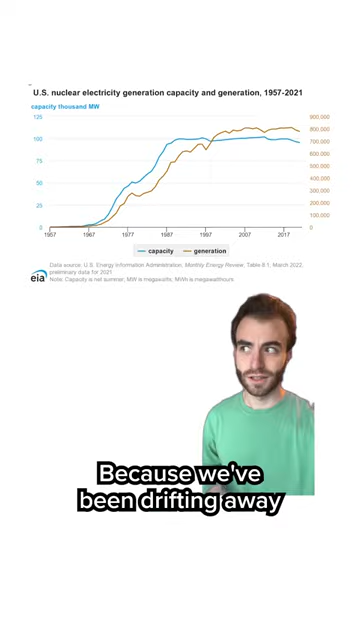 U.S. nuclear electricity generation capacity and generation, 1957-2021
capacity thousand MW
125
100
75
50
25
0
900,000
800,000
700,000
600,000
500,000
400,000
300,000
200,000
100,000
0
1957 1967 1977 1987 1997 2007 2017
capacity generation
Data source: U.S. Energy Information Administration, Monthly Energy Review, Table 8.1, March 2022
preliminary data for 2021
Note: Capacity is net summer; MW is megawatts; MWh is megawatthours
eia
Because we've
been drifting away